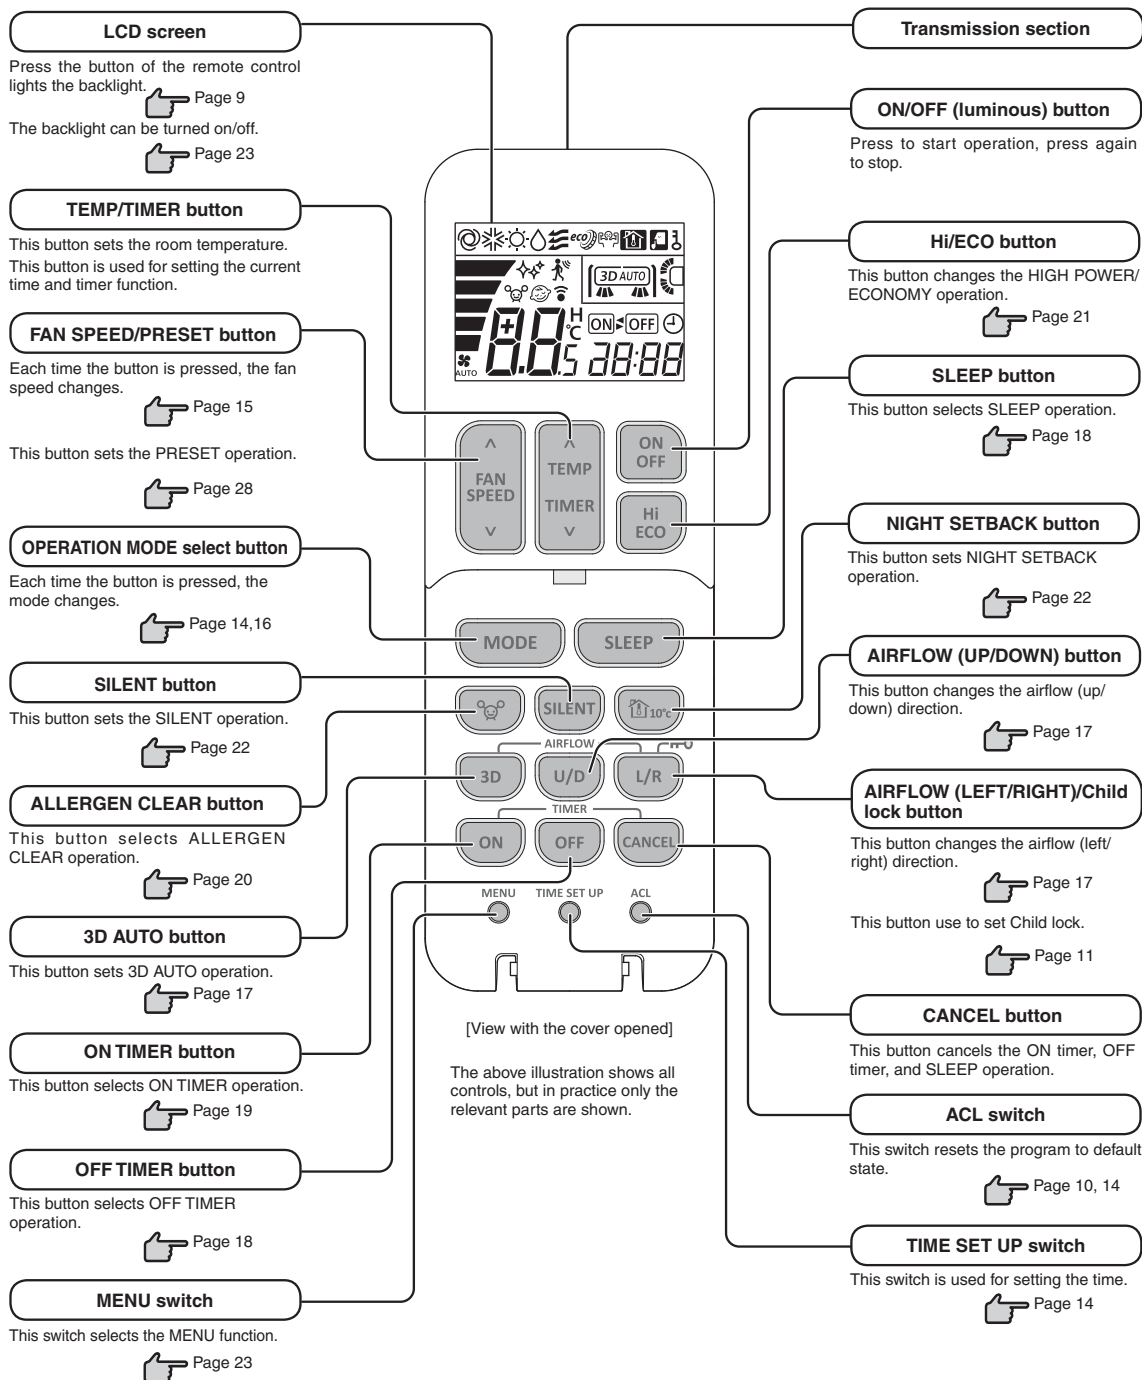 LCD screen
Press the button of the remote control
lights the backlight.
Page 9
The backlight can be turned on/off.
Page 23
TEMP/TIMER button
This button sets the room temperature.
This button is used for setting the current
time and timer function.
FAN SPEED/PRESET button
Each time the button is pressed, the fan
speed changes.
Page 15
This button sets the PRESET operation.
Page 28
OPERATION MODE select button
Each time the button is pressed, the
mode changes.
Page 14,16
SILENT button
This button sets the SILENT operation.
Page 22
ALLERGEN CLEAR button
This button selects ALLERGEN
CLEAR operation.
Page 20
3D AUTO button
This button sets 3D AUTO operation.
Page 17
ON TIMER button
This button selects ON TIMER operation.
Page 19
OFF TIMER button
This button selects OFF TIMER
operation.
Page 18
MENU switch
This switch selects the MENU function.
Page 23
eco
3D AUTO
H
°C
ON OFF
8.8.5 28:88
AUTO
FAN
SPEED
TEMP
TIMER
ON
OFF
Hi
ECO
MODE
SLEEP
SILENT
10°C
AIRFLOW
3D
U/D
L/R
TIMER
ON
OFF
CANCEL
MENU
TIME SET UP
ACL
[View with the cover opened]
The above illustration shows all
controls, but in practice only the
relevant parts are shown.
Transmission section
ON/OFF (luminous) button
Press to start operation, press again
to stop.
Hi/ECO button
This button changes the HIGH POWER/
ECONOMY operation.
Page 21
SLEEP button
This button selects SLEEP operation.
Page 18
NIGHT SETBACK button
This button sets NIGHT SETBACK
operation.
Page 22
AIRFLOW (UP/DOWN) button
This button changes the airflow (up/
down) direction.
Page 17
AIRFLOW (LEFT/RIGHT)/Child
lock button
This button changes the airflow (left/
right) direction.
Page 17
This button use to set Child lock.
Page 11
CANCEL button
This button cancels the ON timer, OFF
timer, and SLEEP operation.
ACL switch
This switch resets the program to default
state.
Page 10, 14
TIME SET UP switch
This switch is used for setting the time.
Page 14